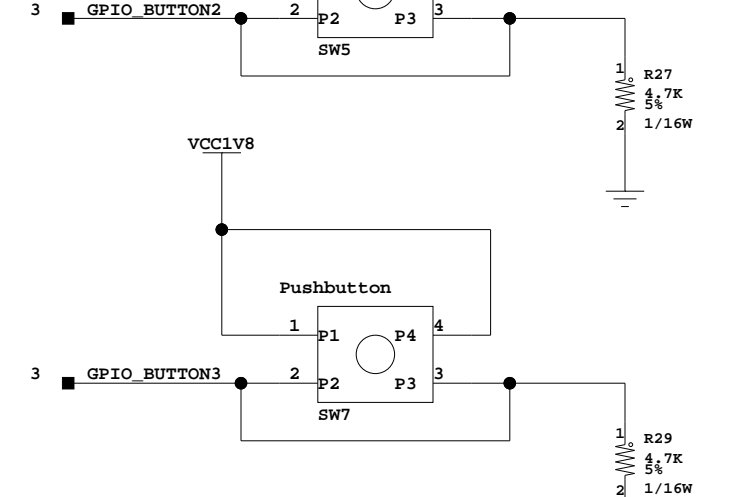 3 GPIO_BUTTON2 2 P2 P3 3
SW5
1 R27
4.7K
5%
2 1/16W
VCC1V8
Pushbutton
1 P1 P4 4
3 GPIO_BUTTON3 2 P2 P3 3
SW7
1 R29
4.7K
5%
2 1/16W